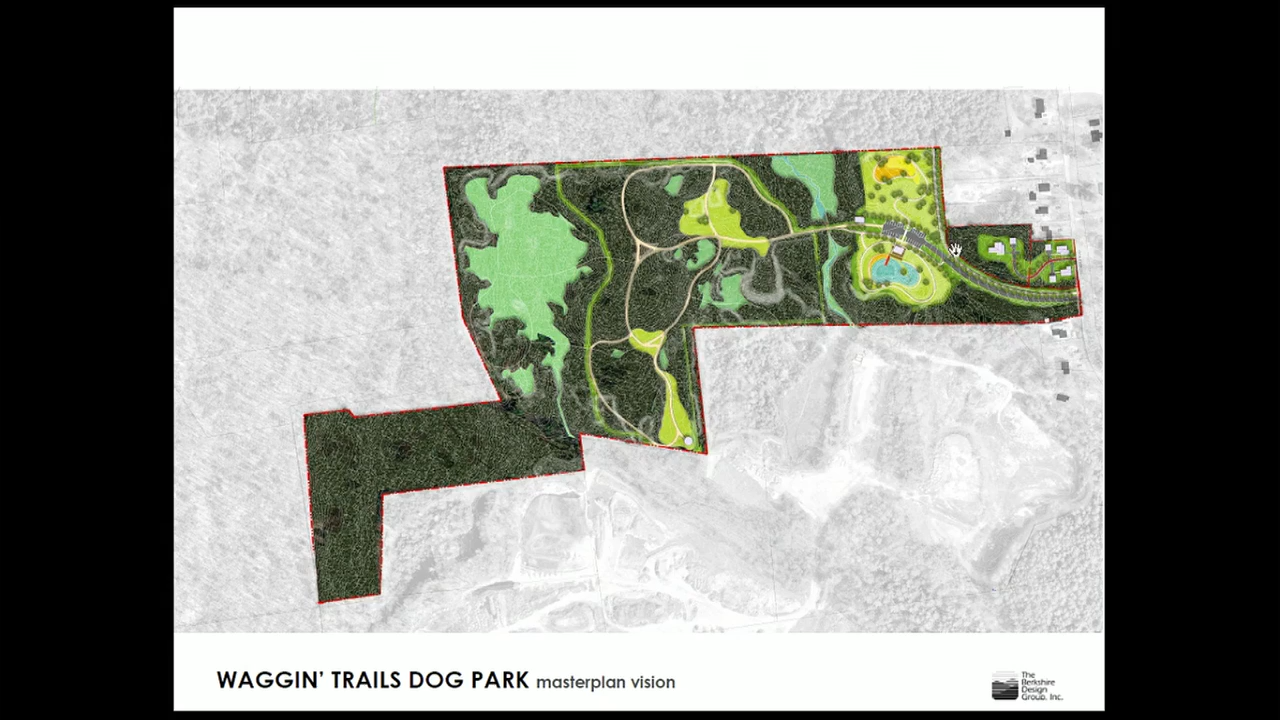 WAGGIN' TRAILS DOG PARK masterplan vision
The
Berkshire
Design
Group, Inc.